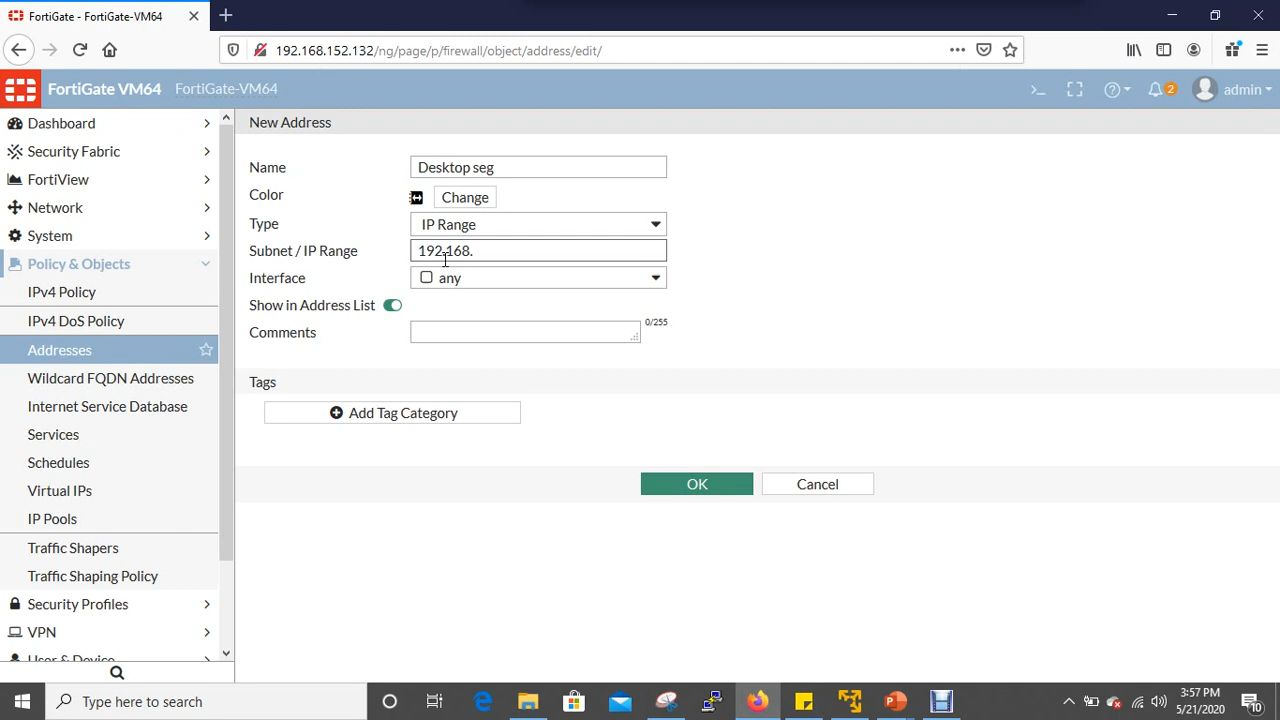 FortiGate - FortiGate-VM64
192.168.152.132/ng/page/p/firewall/object/address/edit/
FortiGate VM64 FortiGate-VM64
2
admin
Dashboard
Security Fabric
FortiView
Network
System
Policy & Objects
IPv4 Policy
IPv4 DoS Policy
Addresses
Wildcard FQDN Addresses
Internet Service Database
Services
Schedules
Virtual IPs
IP Pools
Traffic Shapers
Traffic Shaping Policy
Security Profiles
VPN
User & Device
New Address
Name Desktop seg
Color Change
Type IP Range
Subnet / IP Range 192.168.
Interface any
Show in Address List
Comments 0/255
Tags
Add Tag Category
OK Cancel
Type here to search
3:57 PM
5/21/2020
10